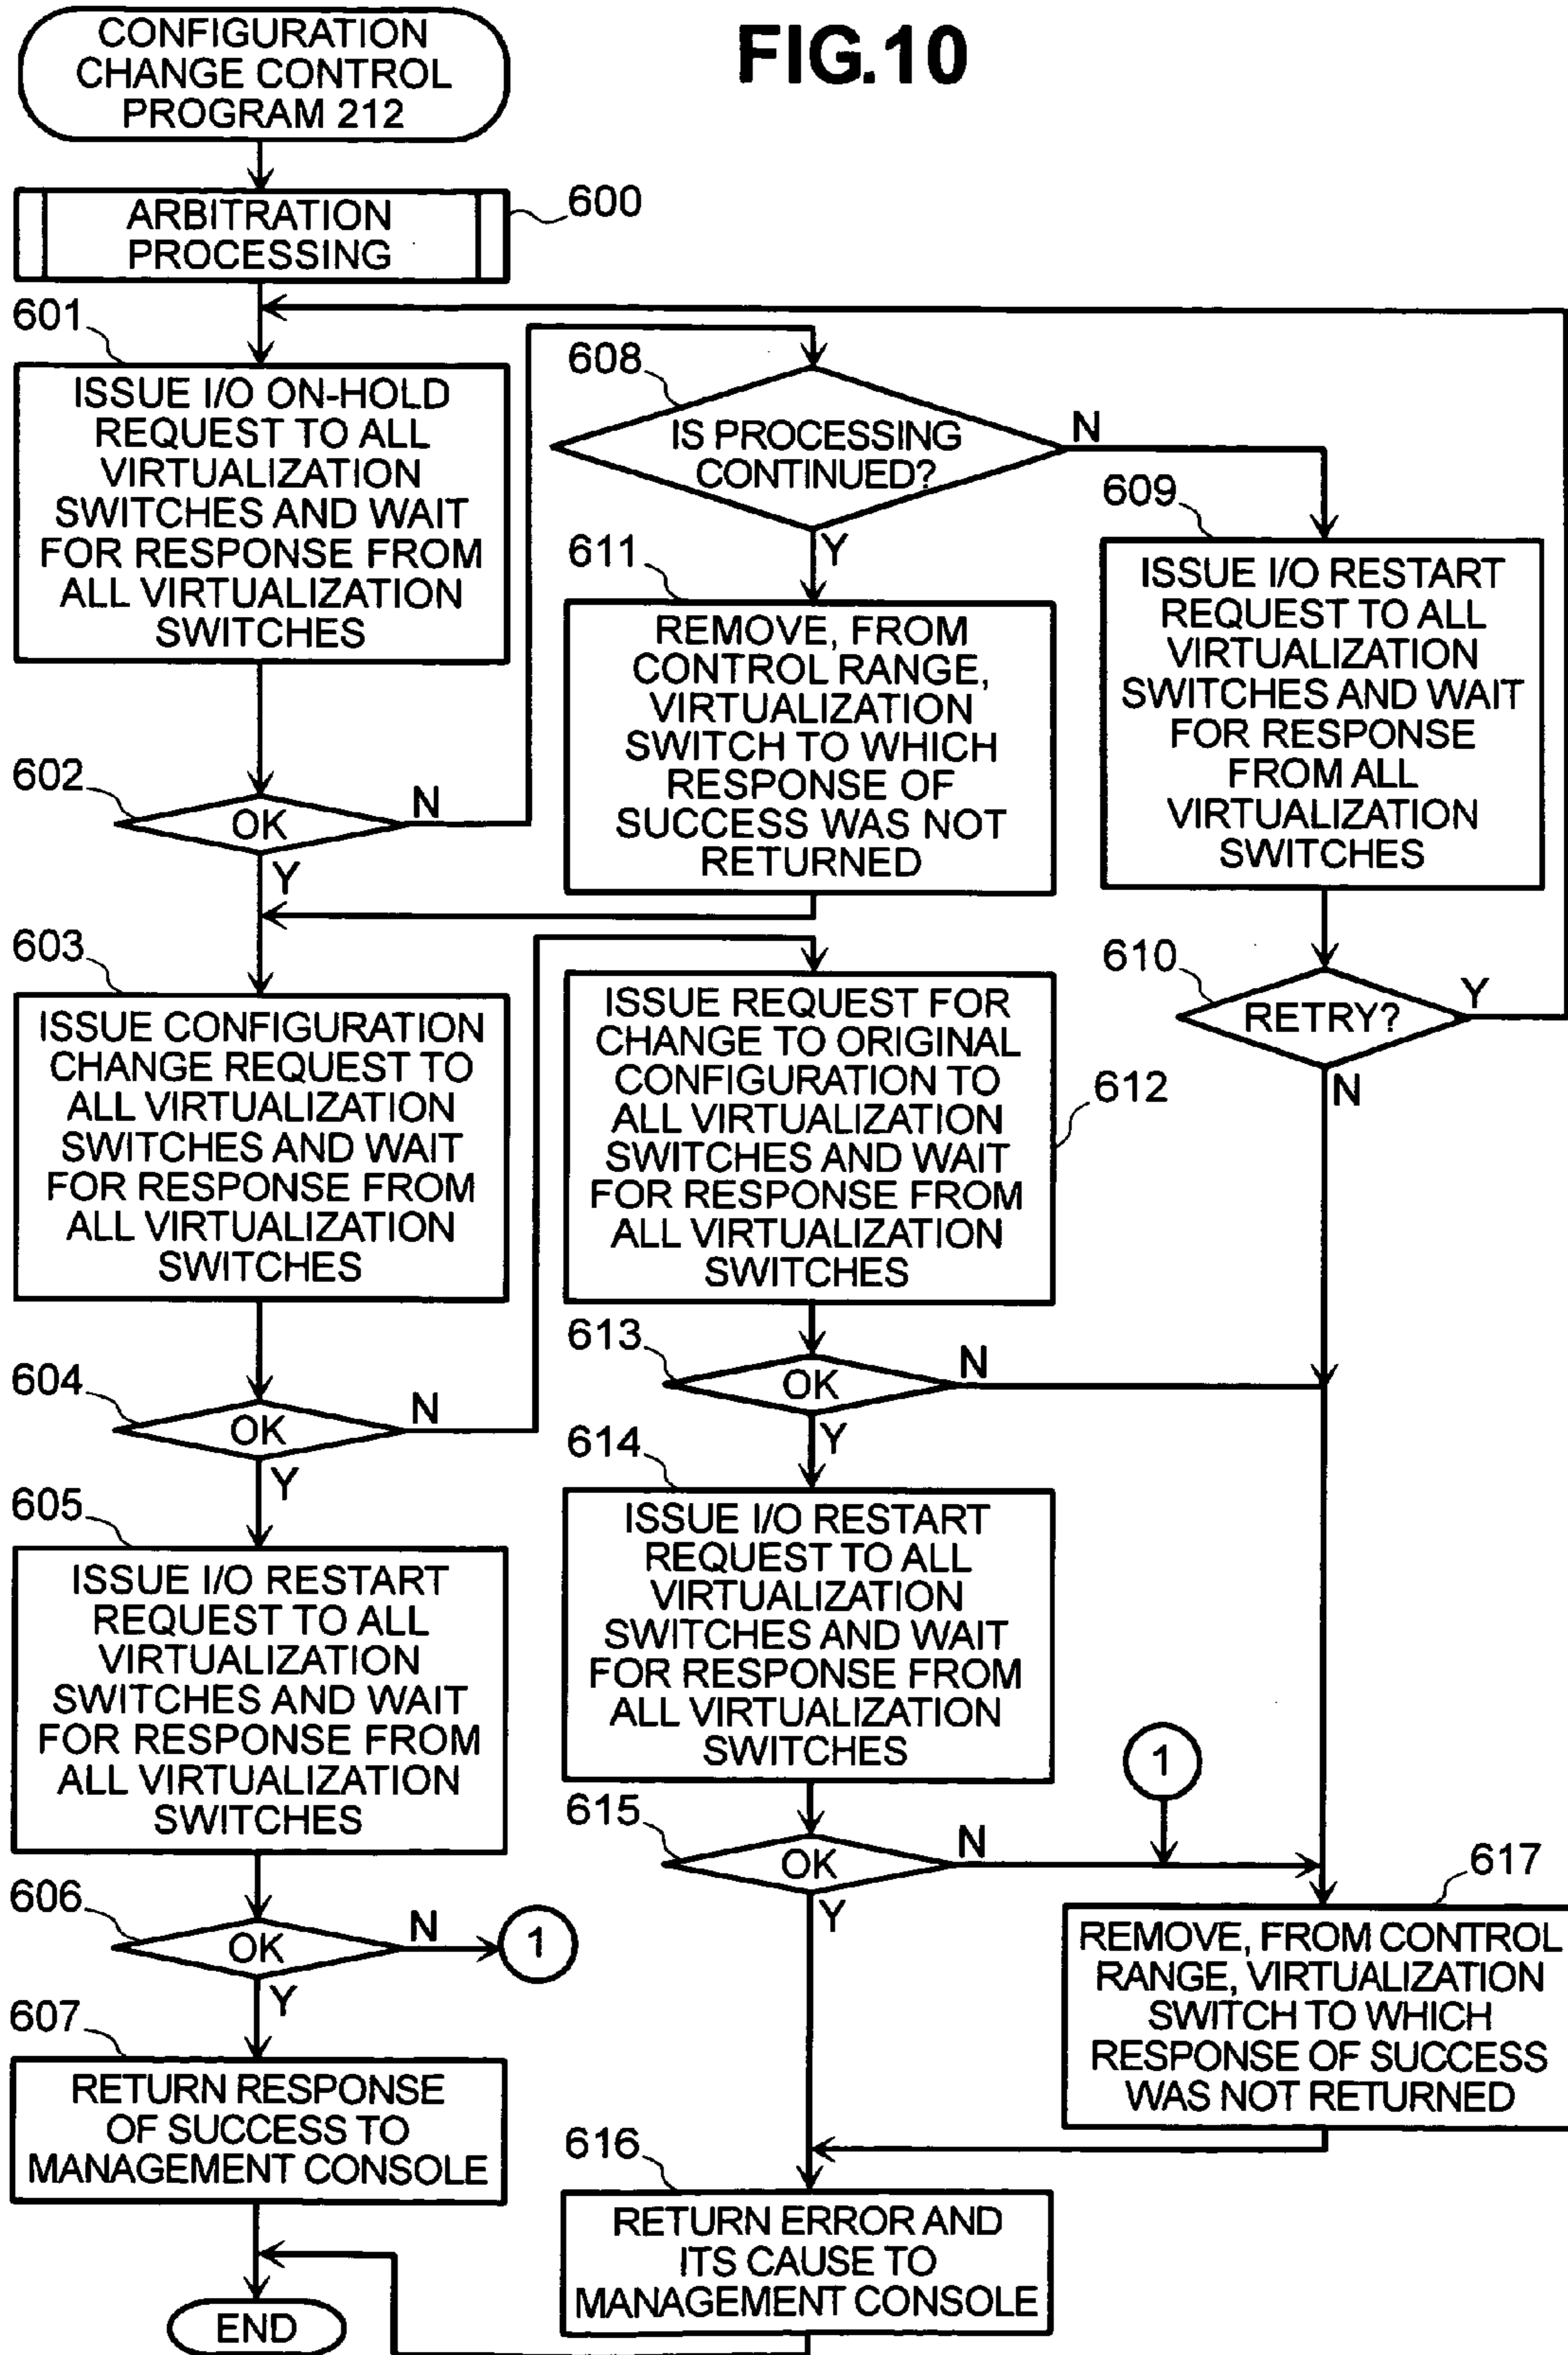 FIG.10
CONFIGURATION
CHANGE CONTROL
PROGRAM 212
ARBITRATION
PROCESSING
600
601
ISSUE I/O ON-HOLD
REQUEST TO ALL
VIRTUALIZATION
SWITCHES AND WAIT
FOR RESPONSE FROM
ALL VIRTUALIZATION
SWITCHES
602
OK
N
Y
603
ISSUE CONFIGURATION
CHANGE REQUEST TO
ALL VIRTUALIZATION
SWITCHES AND WAIT
FOR RESPONSE FROM
ALL VIRTUALIZATION
SWITCHES
604
OK
N
Y
605
ISSUE I/O RESTART
REQUEST TO ALL
VIRTUALIZATION
SWITCHES AND WAIT
FOR RESPONSE FROM
ALL VIRTUALIZATION
SWITCHES
606
OK
N
1
Y
607
RETURN RESPONSE
OF SUCCESS TO
MANAGEMENT CONSOLE
END
608
IS PROCESSING
CONTINUED?
N
Y
611
REMOVE, FROM
CONTROL RANGE,
VIRTUALIZATION
SWITCH TO WHICH
RESPONSE OF
SUCCESS WAS NOT
RETURNED
ISSUE REQUEST FOR
CHANGE TO ORIGINAL
CONFIGURATION TO
ALL VIRTUALIZATION
SWITCHES AND WAIT
FOR RESPONSE FROM
ALL VIRTUALIZATION
SWITCHES
612
613
OK
N
Y
614
ISSUE I/O RESTART
REQUEST TO ALL
VIRTUALIZATION
SWITCHES AND WAIT
FOR RESPONSE FROM
ALL VIRTUALIZATION
SWITCHES
615
OK
N
Y
616
RETURN ERROR AND
ITS CAUSE TO
MANAGEMENT CONSOLE
609
ISSUE I/O RESTART
REQUEST TO ALL
VIRTUALIZATION
SWITCHES AND WAIT
FOR RESPONSE
FROM ALL
VIRTUALIZATION
SWITCHES
610
RETRY?
Y
N
1
617
REMOVE, FROM CONTROL
RANGE, VIRTUALIZATION
SWITCH TO WHICH
RESPONSE OF SUCCESS
WAS NOT RETURNED